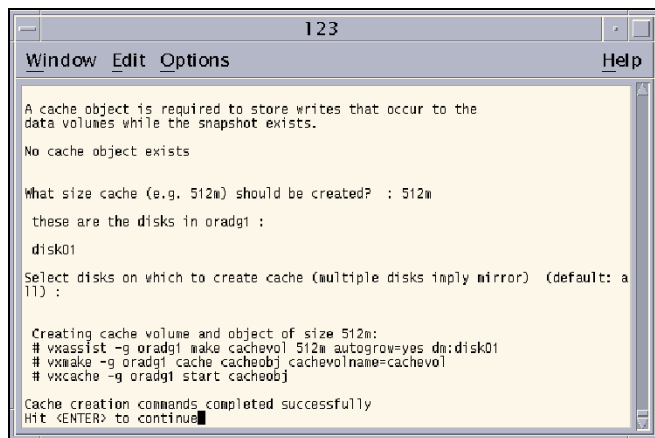 123
Window Edit Options Help
A cache object is required to store writes that occur to the
data volumes while the snapshot exists.
No cache object exists
What size cache (e.g. 512m) should be created?  : 512m
these are the disks in oradg1 :
disk01
Select disks on which to create cache (multiple disks imply mirror)  (default: a
ll) :
Creating cache volume and object of size 512m:
# vxassist -g oradg1 make cachevol 512m autogrow=yes dm:disk01
# vxmake -g oradg1 cache cacheobj cachevolname=cachevol
# vxcache -g oradg1 start cacheobj
Cache creation commands completed successfully
Hit <ENTER> to continue